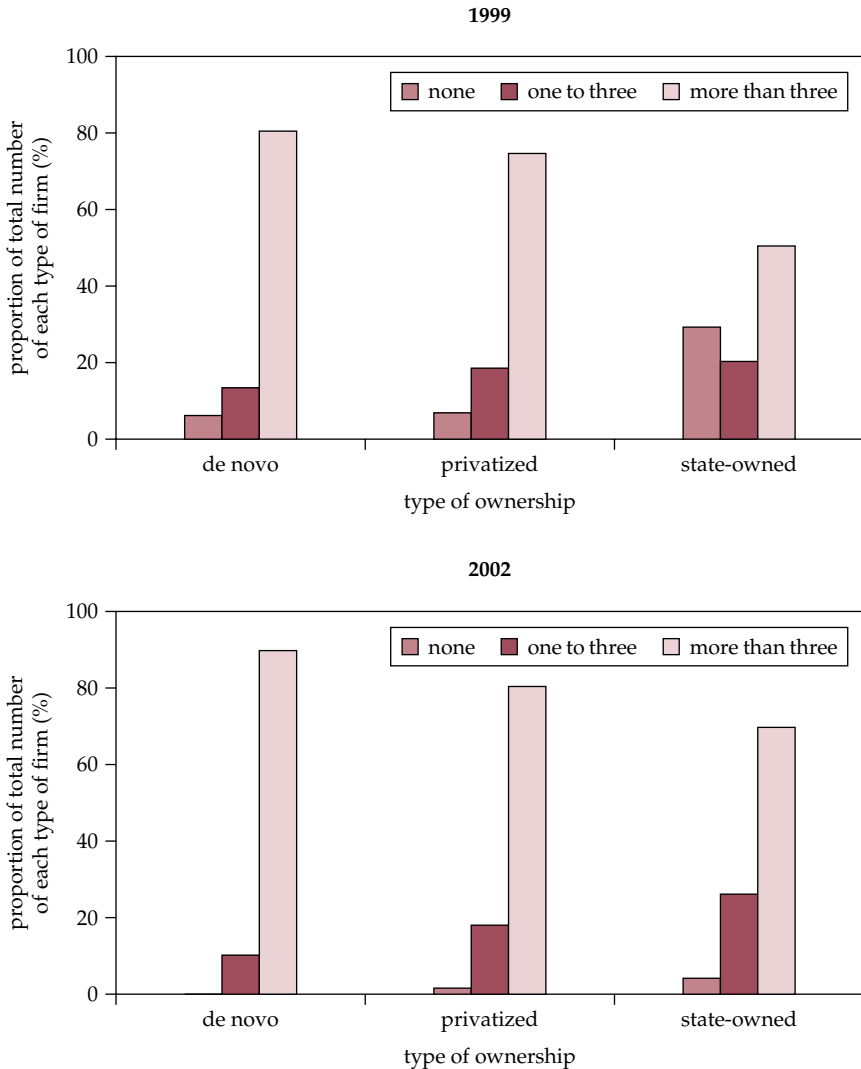 1999
100
80
60
40
20
0
proportion of total number
of each type of firm (%)
none one to three more than three
de novo privatized state-owned
type of ownership
2002
100
80
60
40
20
0
proportion of total number
of each type of firm (%)
none one to three more than three
de novo privatized state-owned
type of ownership